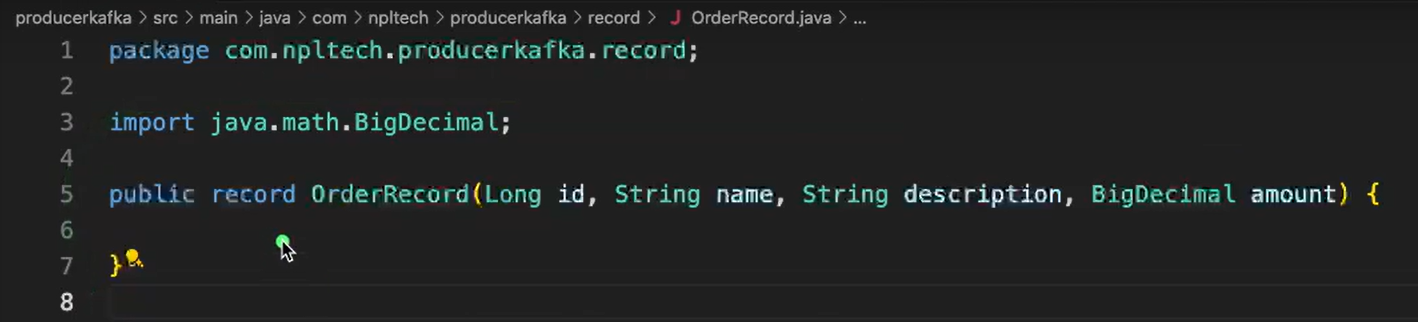 producerkafka > src > main > java > com > npltech > producerkafka > record > J OrderRecord.java > ...
1 package com.npltech.producerkafka.record;
2
3 import java.math.BigDecimal;
4
5 public record OrderRecord(Long id, String name, String description, BigDecimal amount) {
6
7 }
8